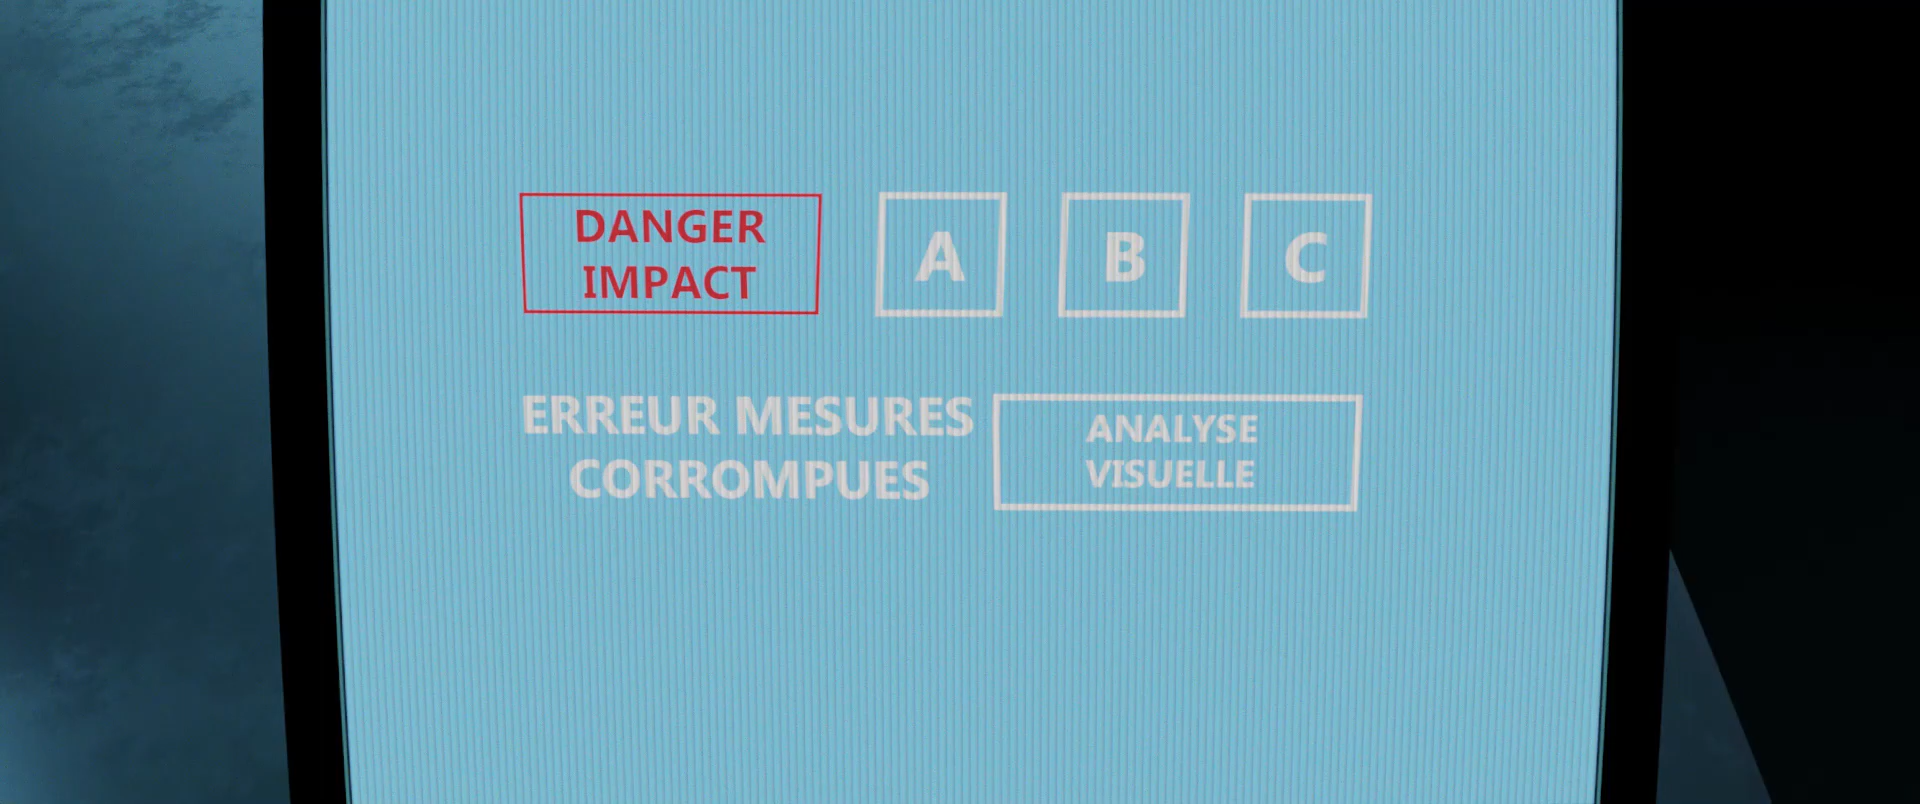 DANGER
IMPACT
A
B
C
ERREUR MESURES
CORROMPUES
ANALYSE
VISUELLE